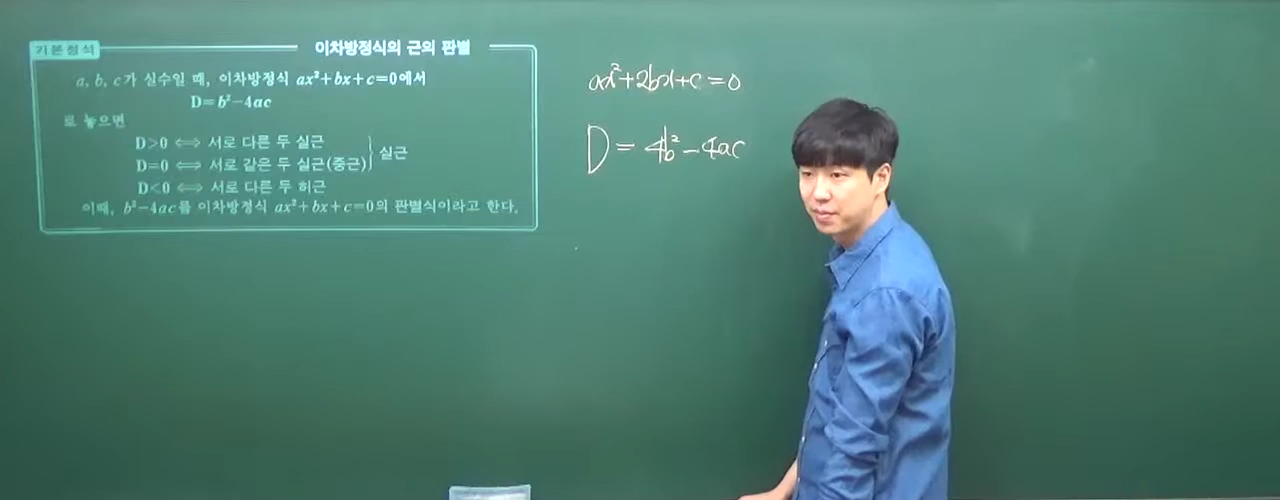 기본정석
이차방정식의 근의 판별
a, b, c가 실수일 때, 이차방정식 ax²+bx+c=0에서
D=b²-4ac
로 놓으면
D>0 ⟺ 서로 다른 두 실근
D=0 ⟺ 서로 같은 두 실근(중근)
실근
D<0 ⟺ 서로 다른 두 허근
이때, b²-4ac를 이차방정식 ax²+bx+c=0의 판별식이라고 한다.
ax²+2bx+c=0
D=4b²-4ac